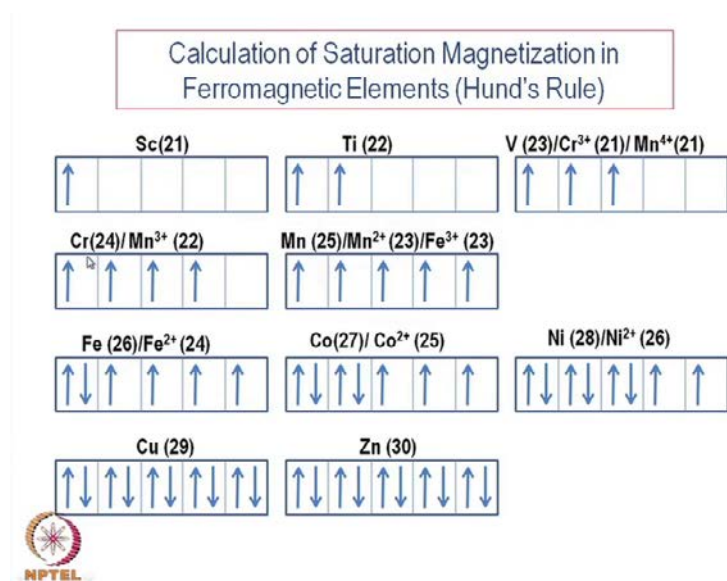 Calculation of Saturation Magnetization in
Ferromagnetic Elements (Hund's Rule)
Sc(21)
Ti (22)
V (23)/Cr³⁺ (21)/ Mn⁴⁺(21)
Cr(24)/ Mn³⁺ (22)
Mn (25)/Mn²⁺ (23)/Fe³⁺ (23)
Fe (26)/Fe²⁺ (24)
Co(27)/ Co²⁺ (25)
Ni (28)/Ni²⁺ (26)
Cu (29)
Zn (30)
NPTEL